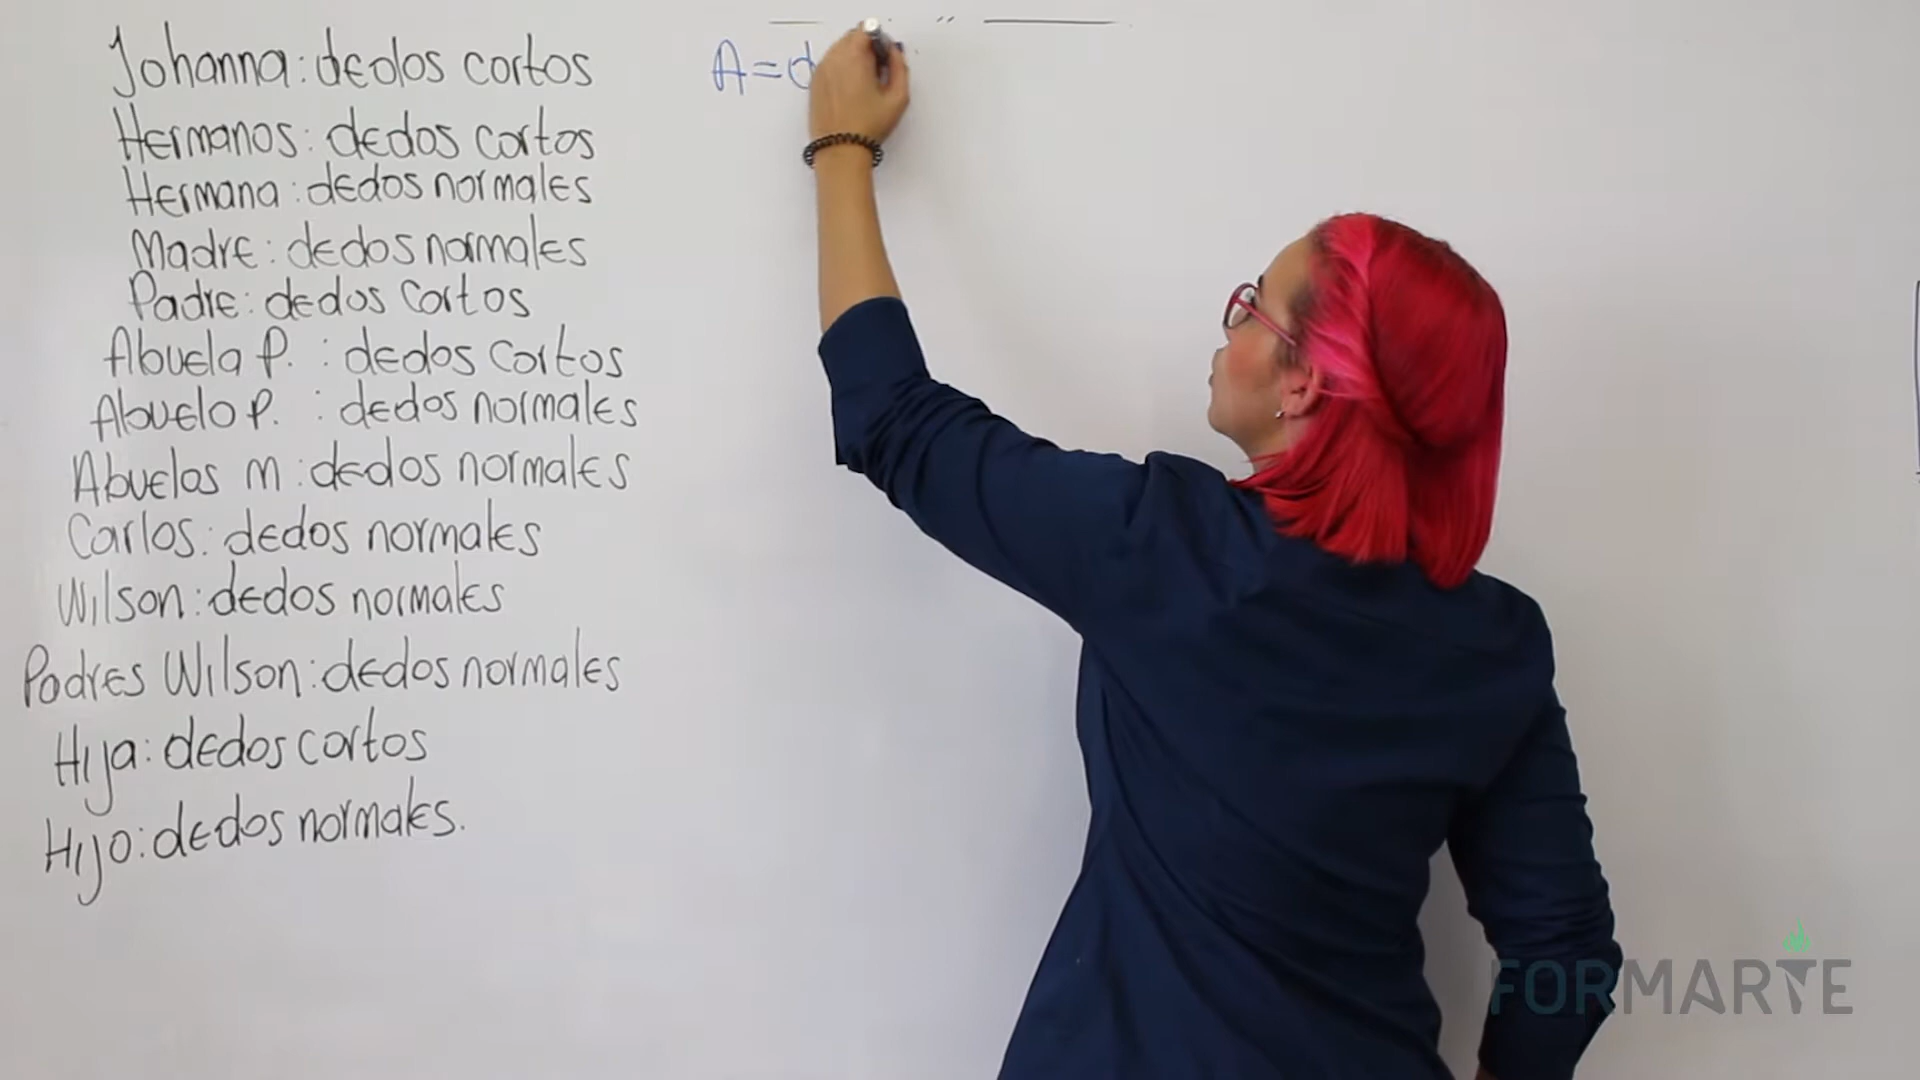 Johanna: dedos cortos
Hermanos: dedos cortos
Hermana: dedos normales
Madre: dedos normales
Padre: dedos cortos
Abuela P. : dedos cortos
Abuelo P. : dedos normales
Abuelos M : dedos normales
Carlos: dedos normales
Wilson: dedos normales
Padres Wilson: dedos normales
Hija: dedos cortos
Hijo: dedos normales.
A = d
FORMARTE